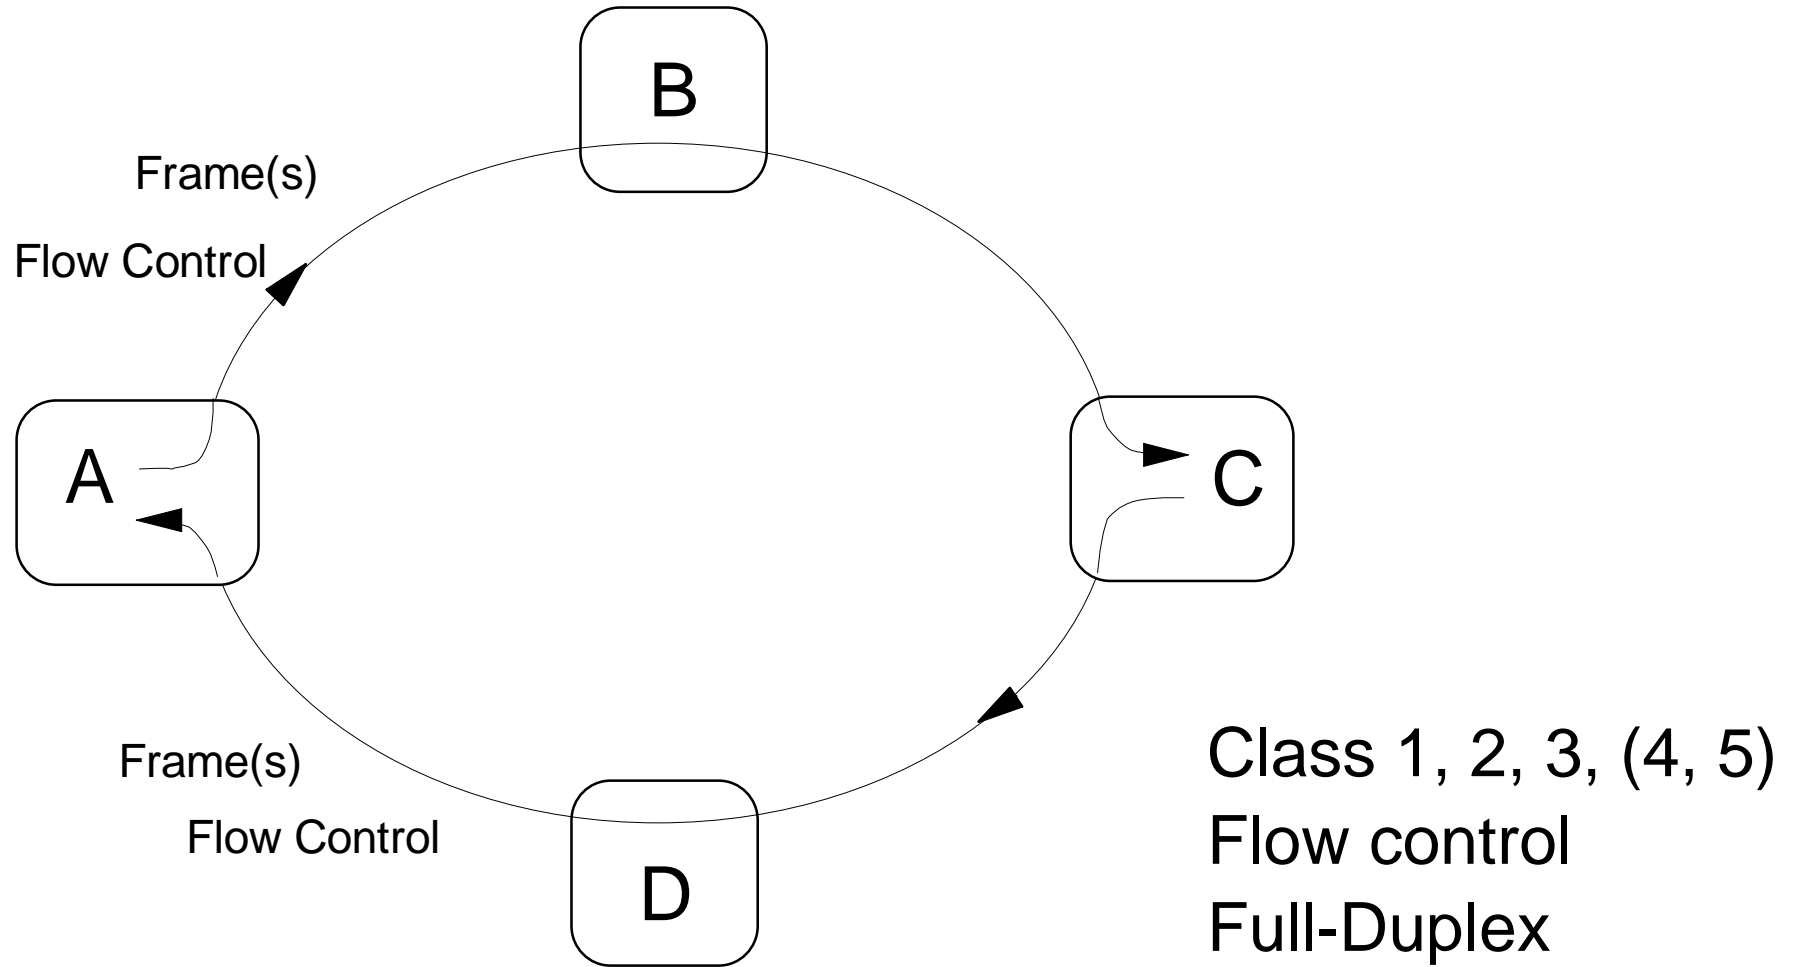 B
Frame(s)
Flow Control
A
C
Frame(s)
Flow Control
D
Class 1, 2, 3, (4, 5)
Flow control
Full-Duplex